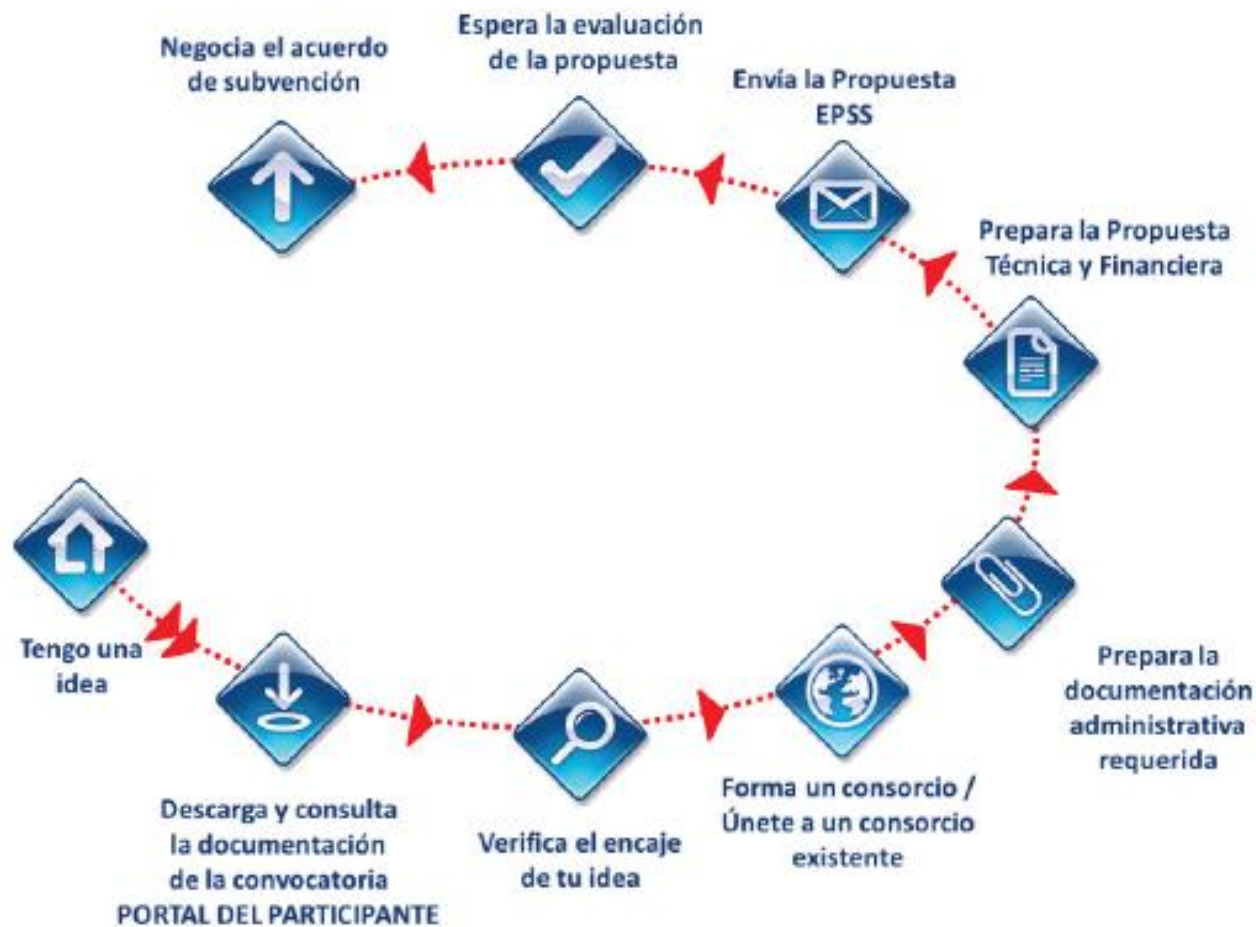 Negocia el acuerdo
de subvención
Espera la evaluación
de la propuesta
Envía la Propuesta
EPSS
Prepara la Propuesta
Técnica y Financiera
Tengo una
idea
Descarga y consulta
la documentación
de la convocatoria
PORTAL DEL PARTICIPANTE
Verifica el encaje
de tu idea
Forma un consorcio /
Únete a un consorcio
existente
Prepara la
documentación
administrativa
requerida